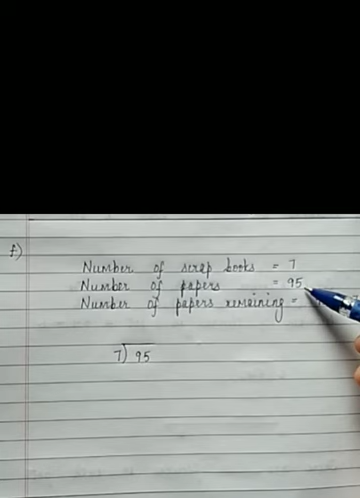 f)
Number of scrap books = 7
Number of papers = 95
Number of papers remaining =
7) 95